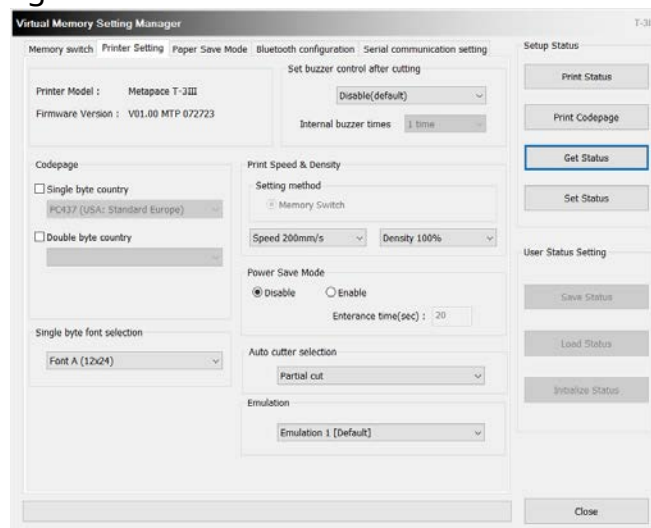 Virtual Memory Setting Manager
Memory switch Printer Setting Paper Save Mode Bluetooth configuration Serial communication setting
Printer Model : Metapace T-3III
Firmware Version : V01.00 MTP 072723
Set buzzer control after cutting
Disable(default)
Internal buzzer times 1 time
Codepage
Single byte country
PC437 (USA: Standard Europe)
Double byte country
Single byte font selection
Font A (12x24)
Print Speed & Density
Setting method
Memory Switch
Speed 200mm/s Density 100%
Power Save Mode
Disable Enable
Enterance time(sec) : 20
Auto cutter selection
Partial cut
Emulation
Emulation 1 [Default]
Setup Status
Print Status
Print Codepage
Get Status
Set Status
User Status Setting
Save Status
Load Status
Initialize Status
Close